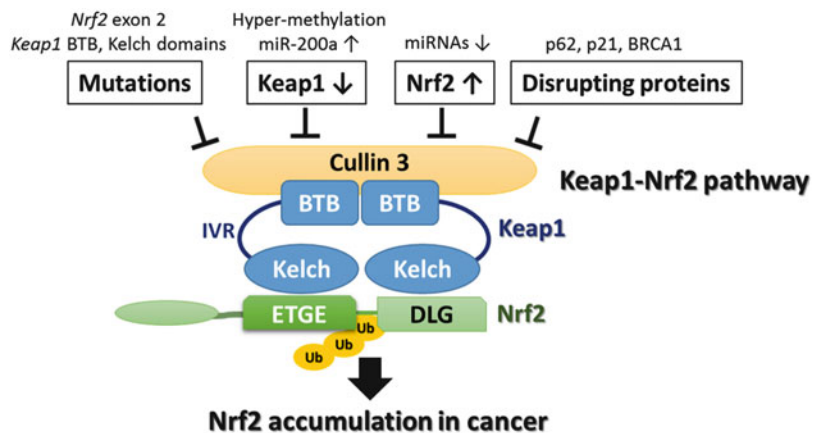 Nrf2 exon 2
Keap1 BTB, Kelch domains
Mutations
Hyper-methylation
miR-200a ↑
Keap1 ↓
miRNAs ↓
Nrf2 ↑
p62, p21, BRCA1
Disrupting proteins
Cullin 3
Keap1-Nrf2 pathway
BTB BTB
IVR
Keap1
Kelch Kelch
ETGE DLG Nrf2
Ub
Ub
Ub
Nrf2 accumulation in cancer